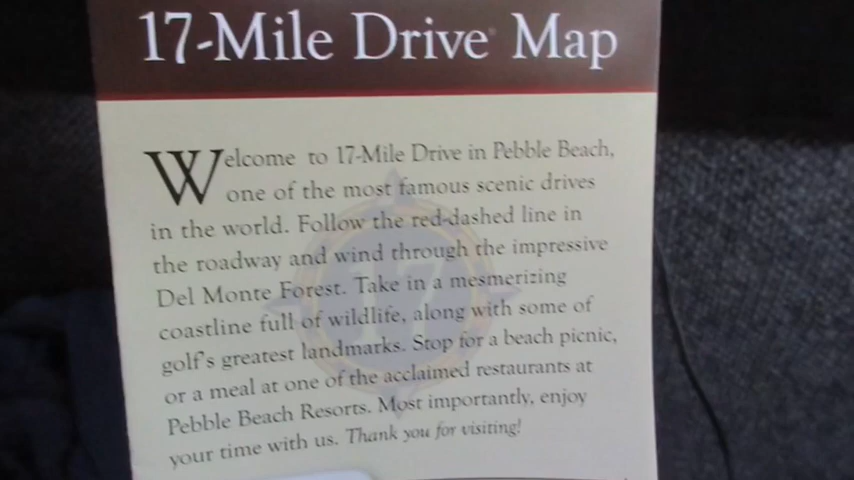 17-Mile Drive® Map
Welcome to 17-Mile Drive in Pebble Beach,
one of the most famous scenic drives
in the world. Follow the red-dashed line in
the roadway and wind through the impressive
Del Monte Forest. Take in a mesmerizing
coastline full of wildlife, along with some of
golf's greatest landmarks. Stop for a beach picnic,
or a meal at one of the acclaimed restaurants at
Pebble Beach Resorts. Most importantly, enjoy
your time with us. Thank you for visiting!
17